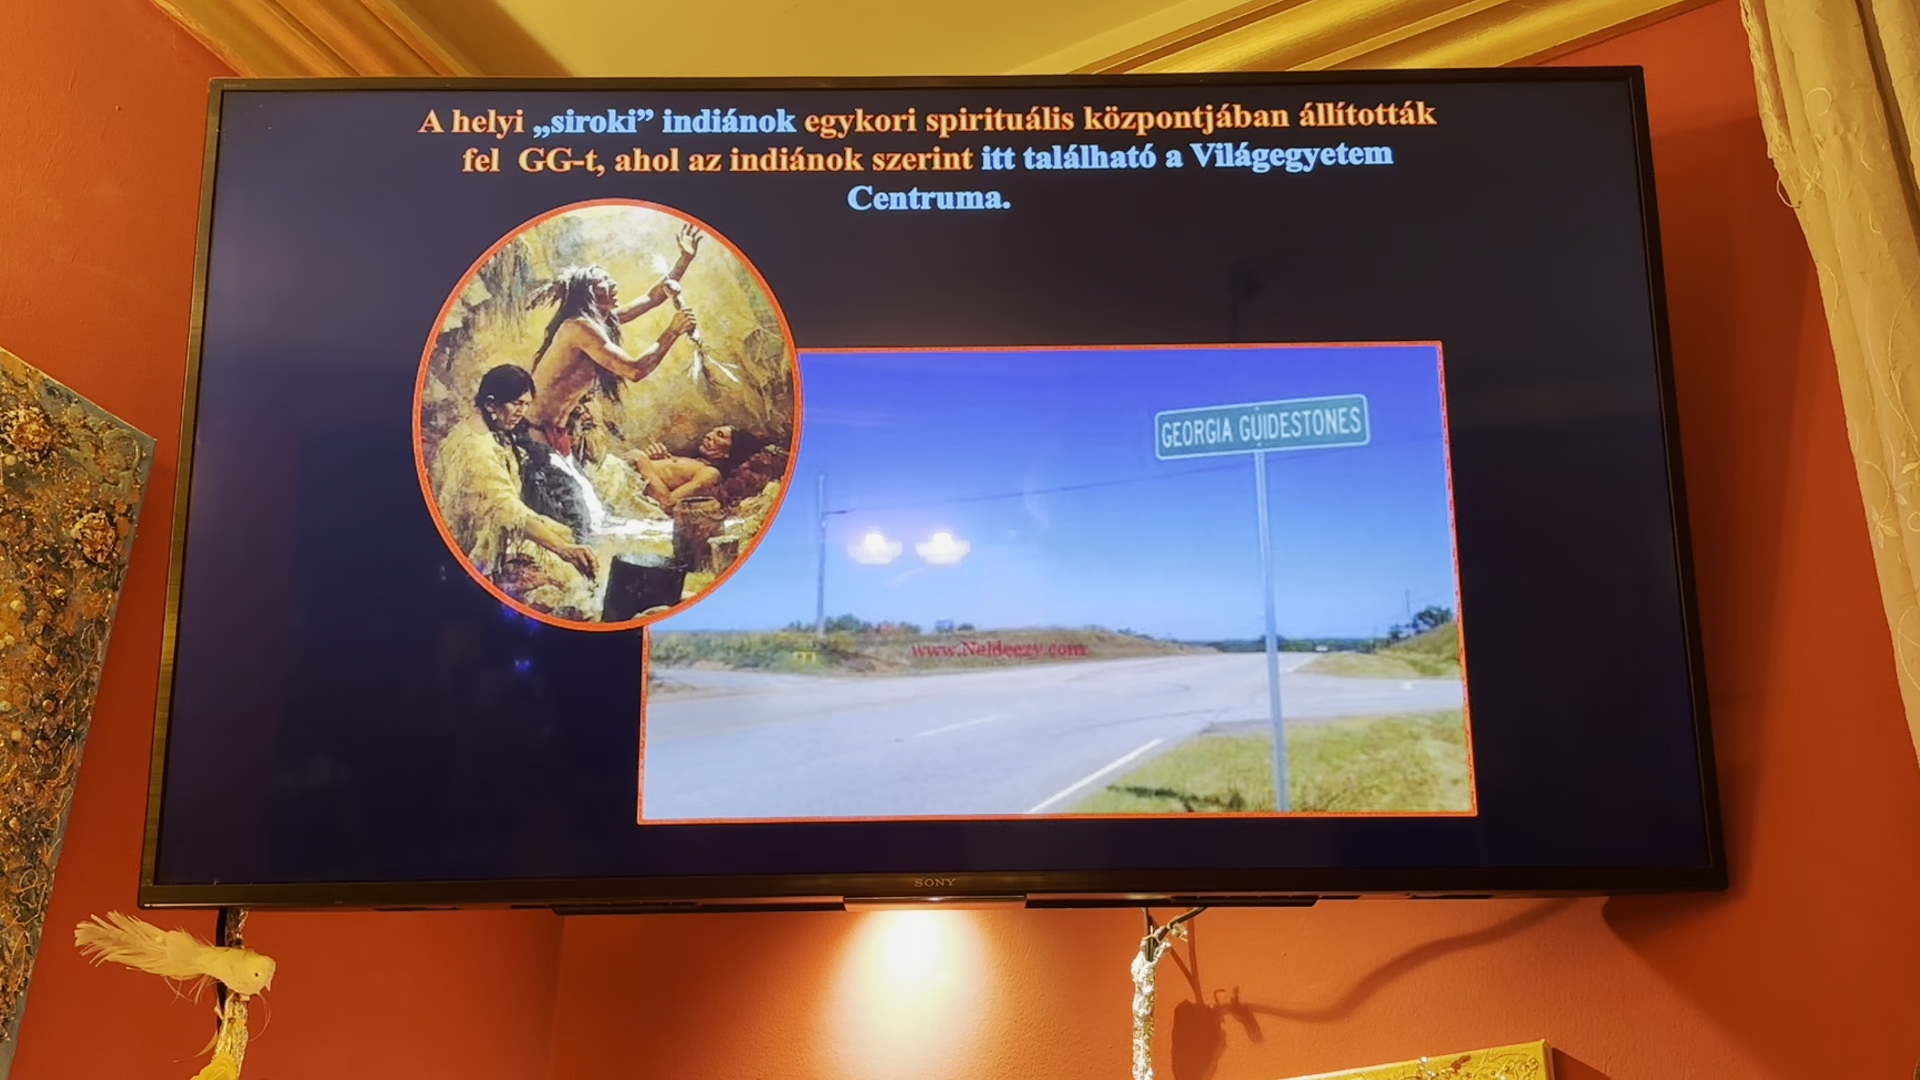 A helyi „siroki” indiánok egykori spirituális központjában állították
fel GG-t, ahol az indiánok szerint itt található a Világegyetem
Centruma.
GEORGIA GUIDESTONES
www.Neldeezy.com
SONY